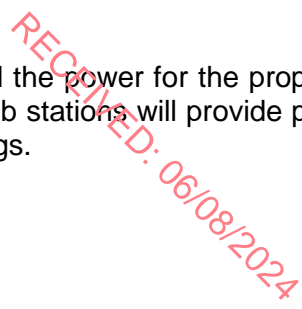 the power for the prop
b stations will provide p
gs.
RECEIVED: 06/08/2024